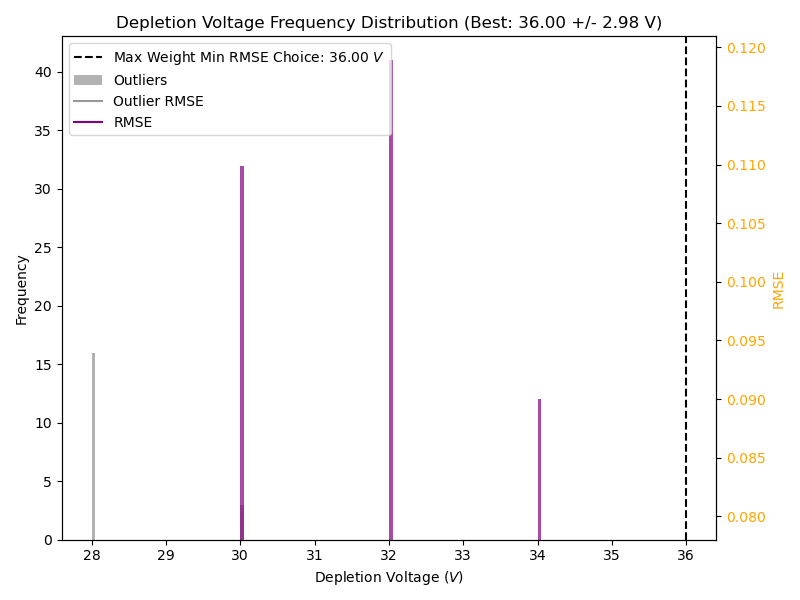 Depletion Voltage Frequency Distribution (Best: 36.00 +/- 2.98 V)
Max Weight Min RMSE Choice: 36.00 V
Outliers
Outlier RMSE
RMSE
40
35
30
25
20
15
10
5
0
Frequency
0.120
0.115
0.110
0.105
0.100
0.095
0.090
0.085
0.080
RMSE
28 29 30 31 32 33 34 35 36
Depletion Voltage (V)